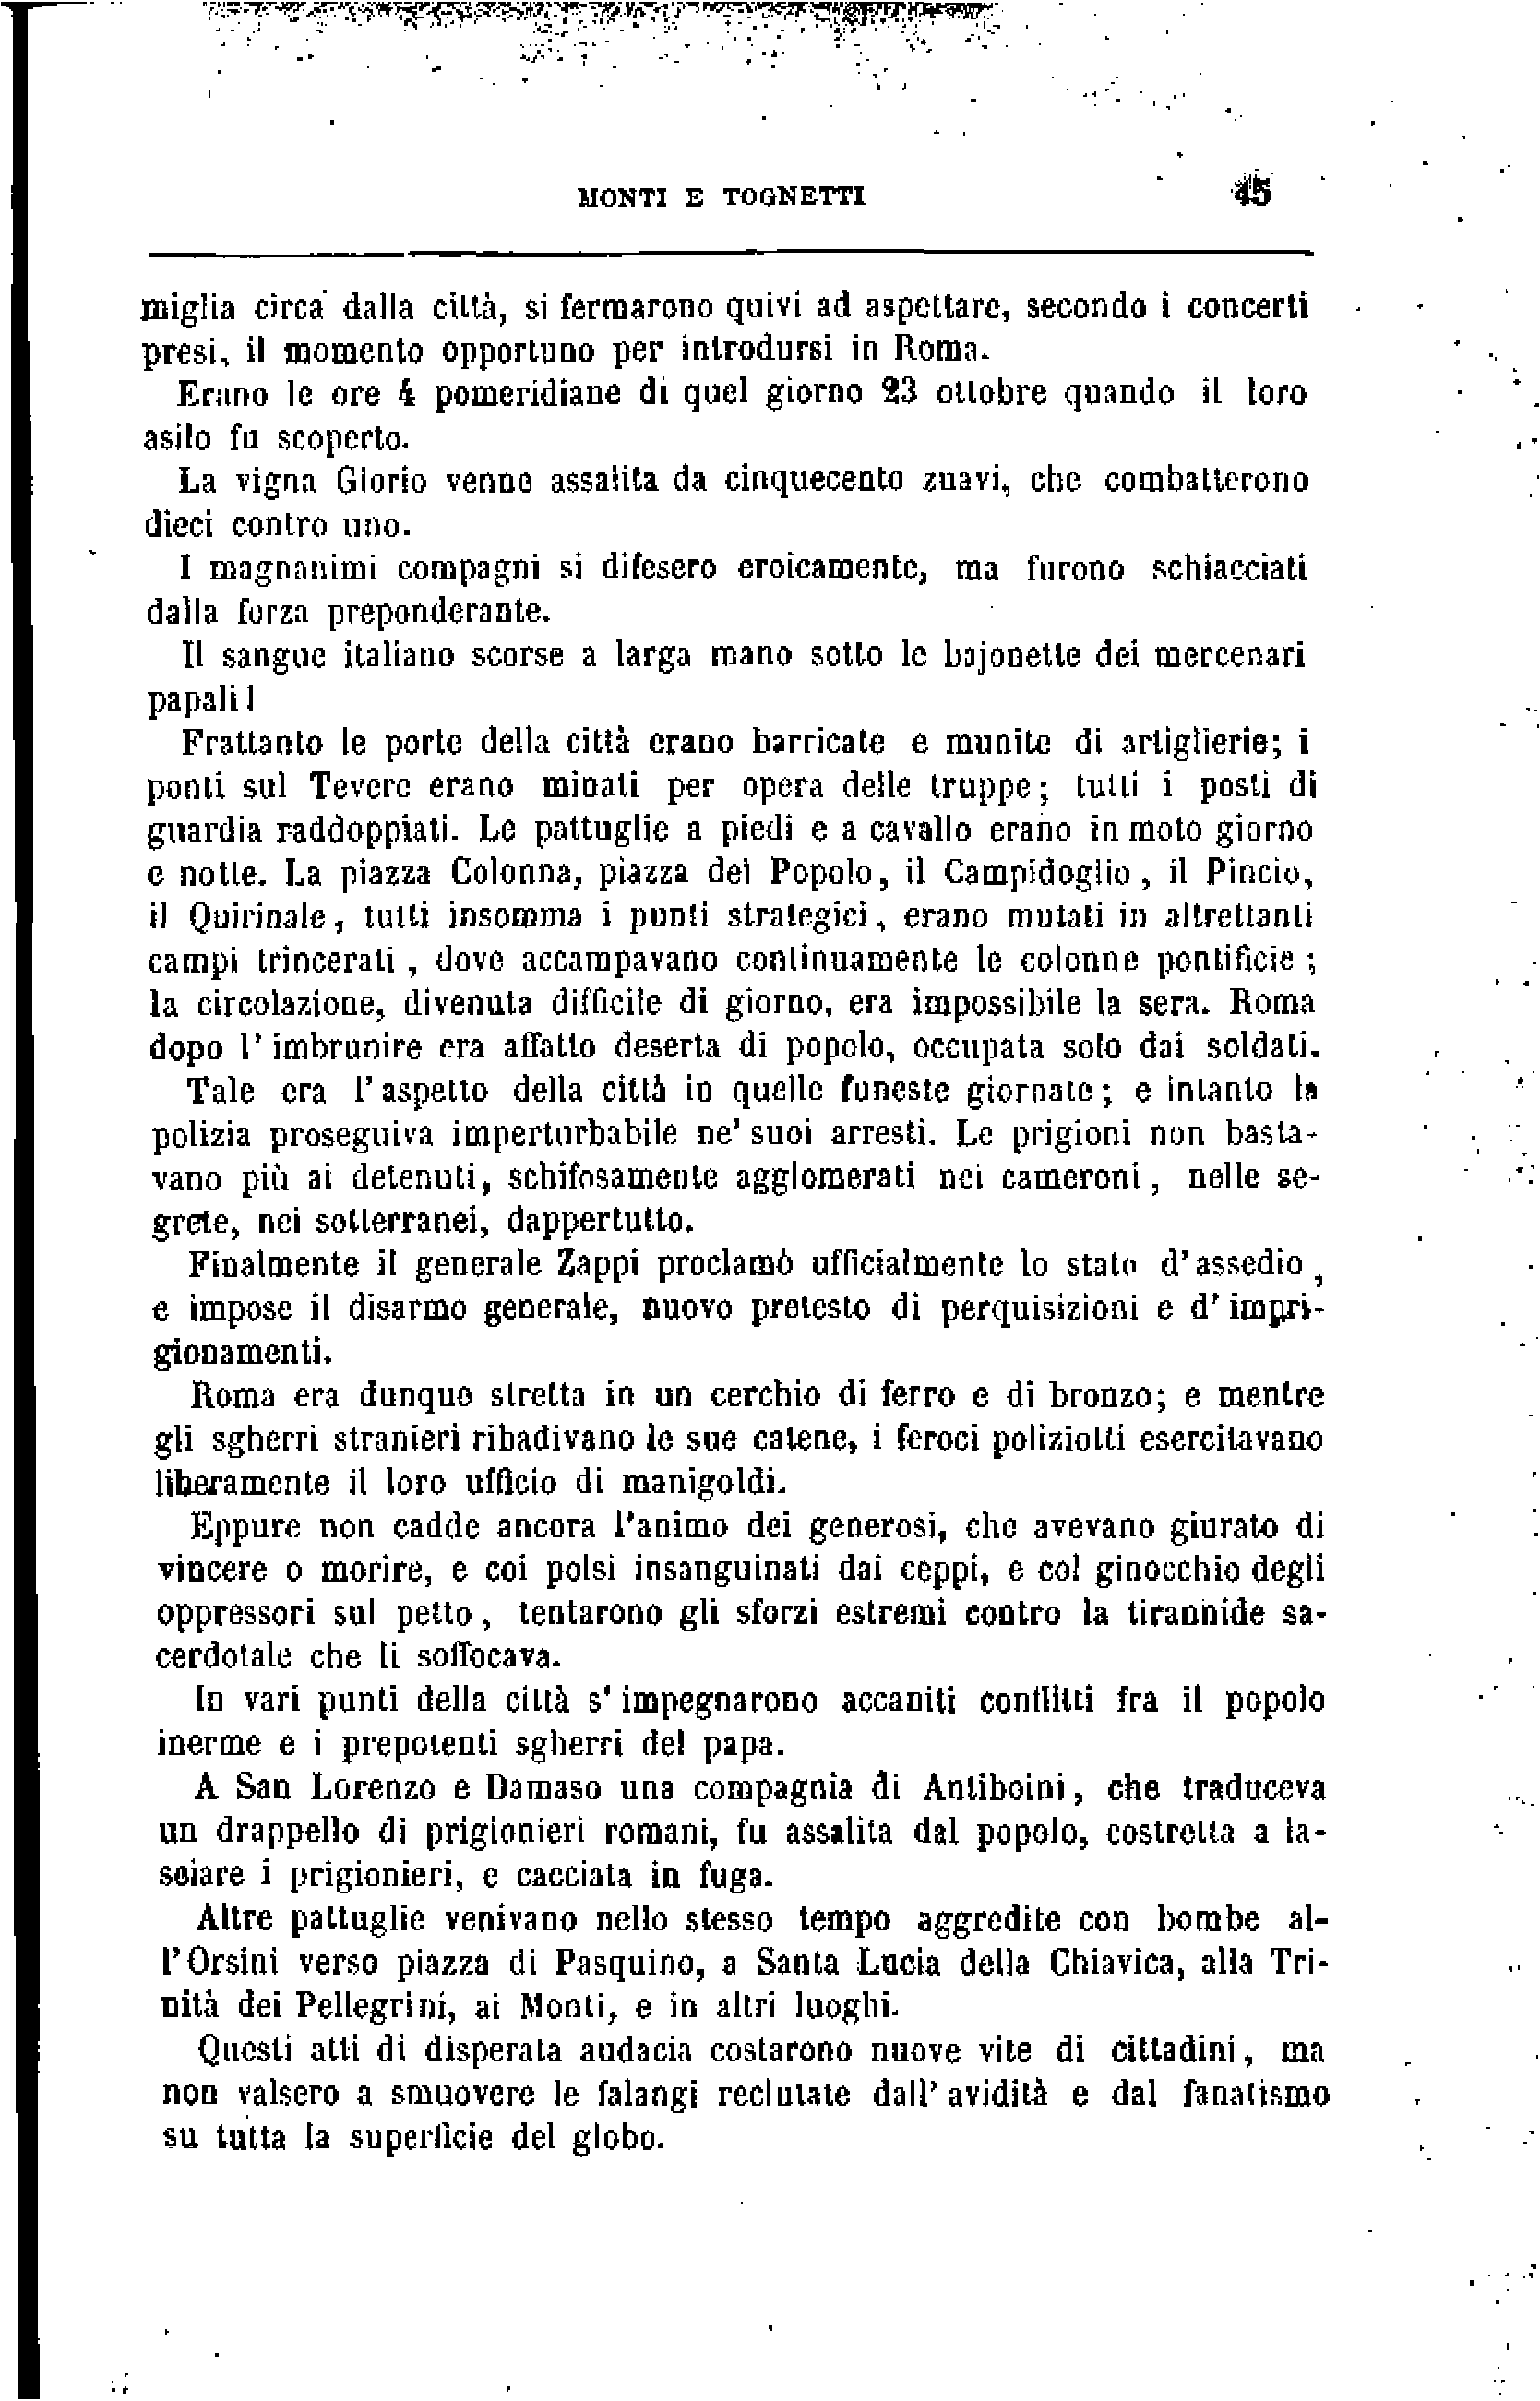 MONTI E TOGNETTI 45
miglia circa dalla città, si fermarono quivi ad aspettare, secondo i concerti
presi, il momento opportuno per introdursi in Roma.
Erano le ore 4 pomeridiane di quel giorno 23 ottobre quando il loro
asilo fu scoperto.
La vigna Glorio venne assalita da cinquecento zuavi, che combatterono
dieci contro uno.
I magnanimi compagni si difesero eroicamente, ma furono schiacciati
dalla forza preponderante.
Il sangue italiano scorse a larga mano sotto le bajonette dei mercenari
papali!
Frattanto le porte della città erano barricate e munite di artiglierie; i
ponti sul Tevere erano minati per opera delle truppe; tutti i posti di
guardia raddoppiati. Le pattuglie a piedi e a cavallo erano in moto giorno
e notte. La piazza Colonna, piazza del Popolo, il Campidoglio, il Pincio,
il Quirinale, tutti insomma i punti strategici, erano mutati in altrettanti
campi trincerati, dove accampavano continuamente le colonne pontificie;
la circolazione, divenuta difficile di giorno, era impossibile la sera. Roma
dopo l'imbrunire era affatto deserta di popolo, occupata solo dai soldati.
Tale era l'aspetto della città in quelle funeste giornate; e intanto la
polizia proseguiva imperturbabile ne' suoi arresti. Le prigioni non basta-
vano più ai detenuti, schifosamente agglomerati nei cameroni, nelle se-
grete, nei sotterranei, dappertutto.
Finalmente il generale Zappi proclamò ufficialmente lo stato d'assedio,
e impose il disarmo generale, nuovo pretesto di perquisizioni e d'impri-
gionamenti.
Roma era dunque stretta in un cerchio di ferro e di bronzo; e mentre
gli sgherri stranieri ribadivano le sue catene, i feroci poliziotti esercitavano
liberamente il loro ufficio di manigoldi.
Eppure non cadde ancora l'animo dei generosi, che avevano giurato di
vincere o morire, e coi polsi insanguinati dai ceppi, e col ginocchio degli
oppressori sul petto, tentarono gli sforzi estremi contro la tirannide sa-
cerdotale che li soffocava.
In vari punti della città s'impegnarono accaniti conflitti fra il popolo
inerme e i prepotenti sgherri del papa.
A San Lorenzo e Damaso una compagnia di Antiboini, che traduceva
un drappello di prigionieri romani, fu assalita dal popolo, costretta a la-
sciare i prigionieri, e cacciata in fuga.
Altre pattuglie venivano nello stesso tempo aggredite con bombe al-
l'Orsini verso piazza di Pasquino, a Santa Lucia della Chiavica, alla Tri-
nità dei Pellegrini, ai Monti, e in altri luoghi.
Questi atti di disperata audacia costarono nuove vite di cittadini, ma
non valsero a smuovere le falangi reclutate dall'avidità e dal fanatismo
su tutta la superficie del globo.